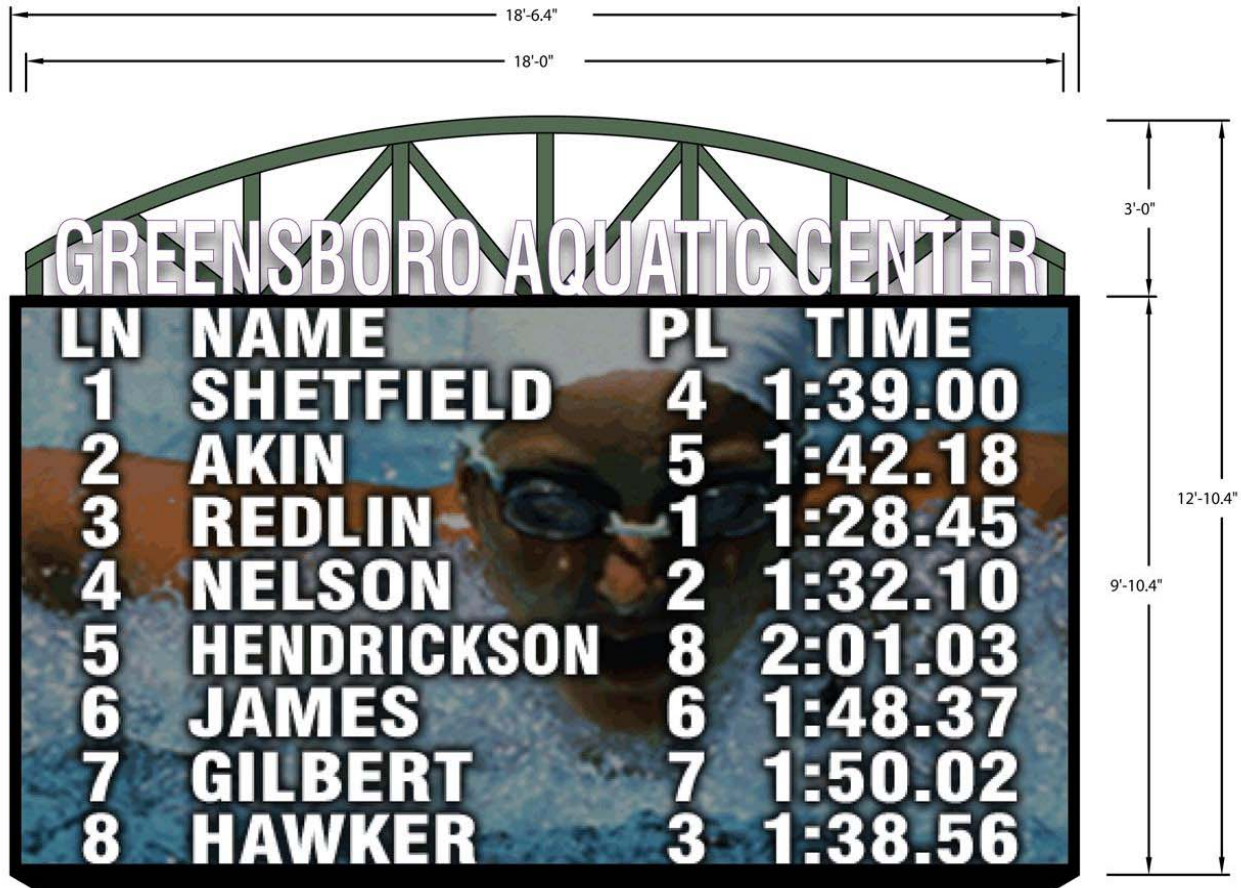 18'-6.4"
18'-0"
3'-0"
12'-10.4"
9'-10.4"
GREENSBORO AQUATIC CENTER
LN NAME PL TIME
1 SHETFIELD 4 1:39.00
2 AKIN 5 1:42.18
3 REDLIN 1 1:28.45
4 NELSON 2 1:32.10
5 HENDRICKSON 8 2:01.03
6 JAMES 6 1:48.37
7 GILBERT 7 1:50.02
8 HAWKER 3 1:38.56